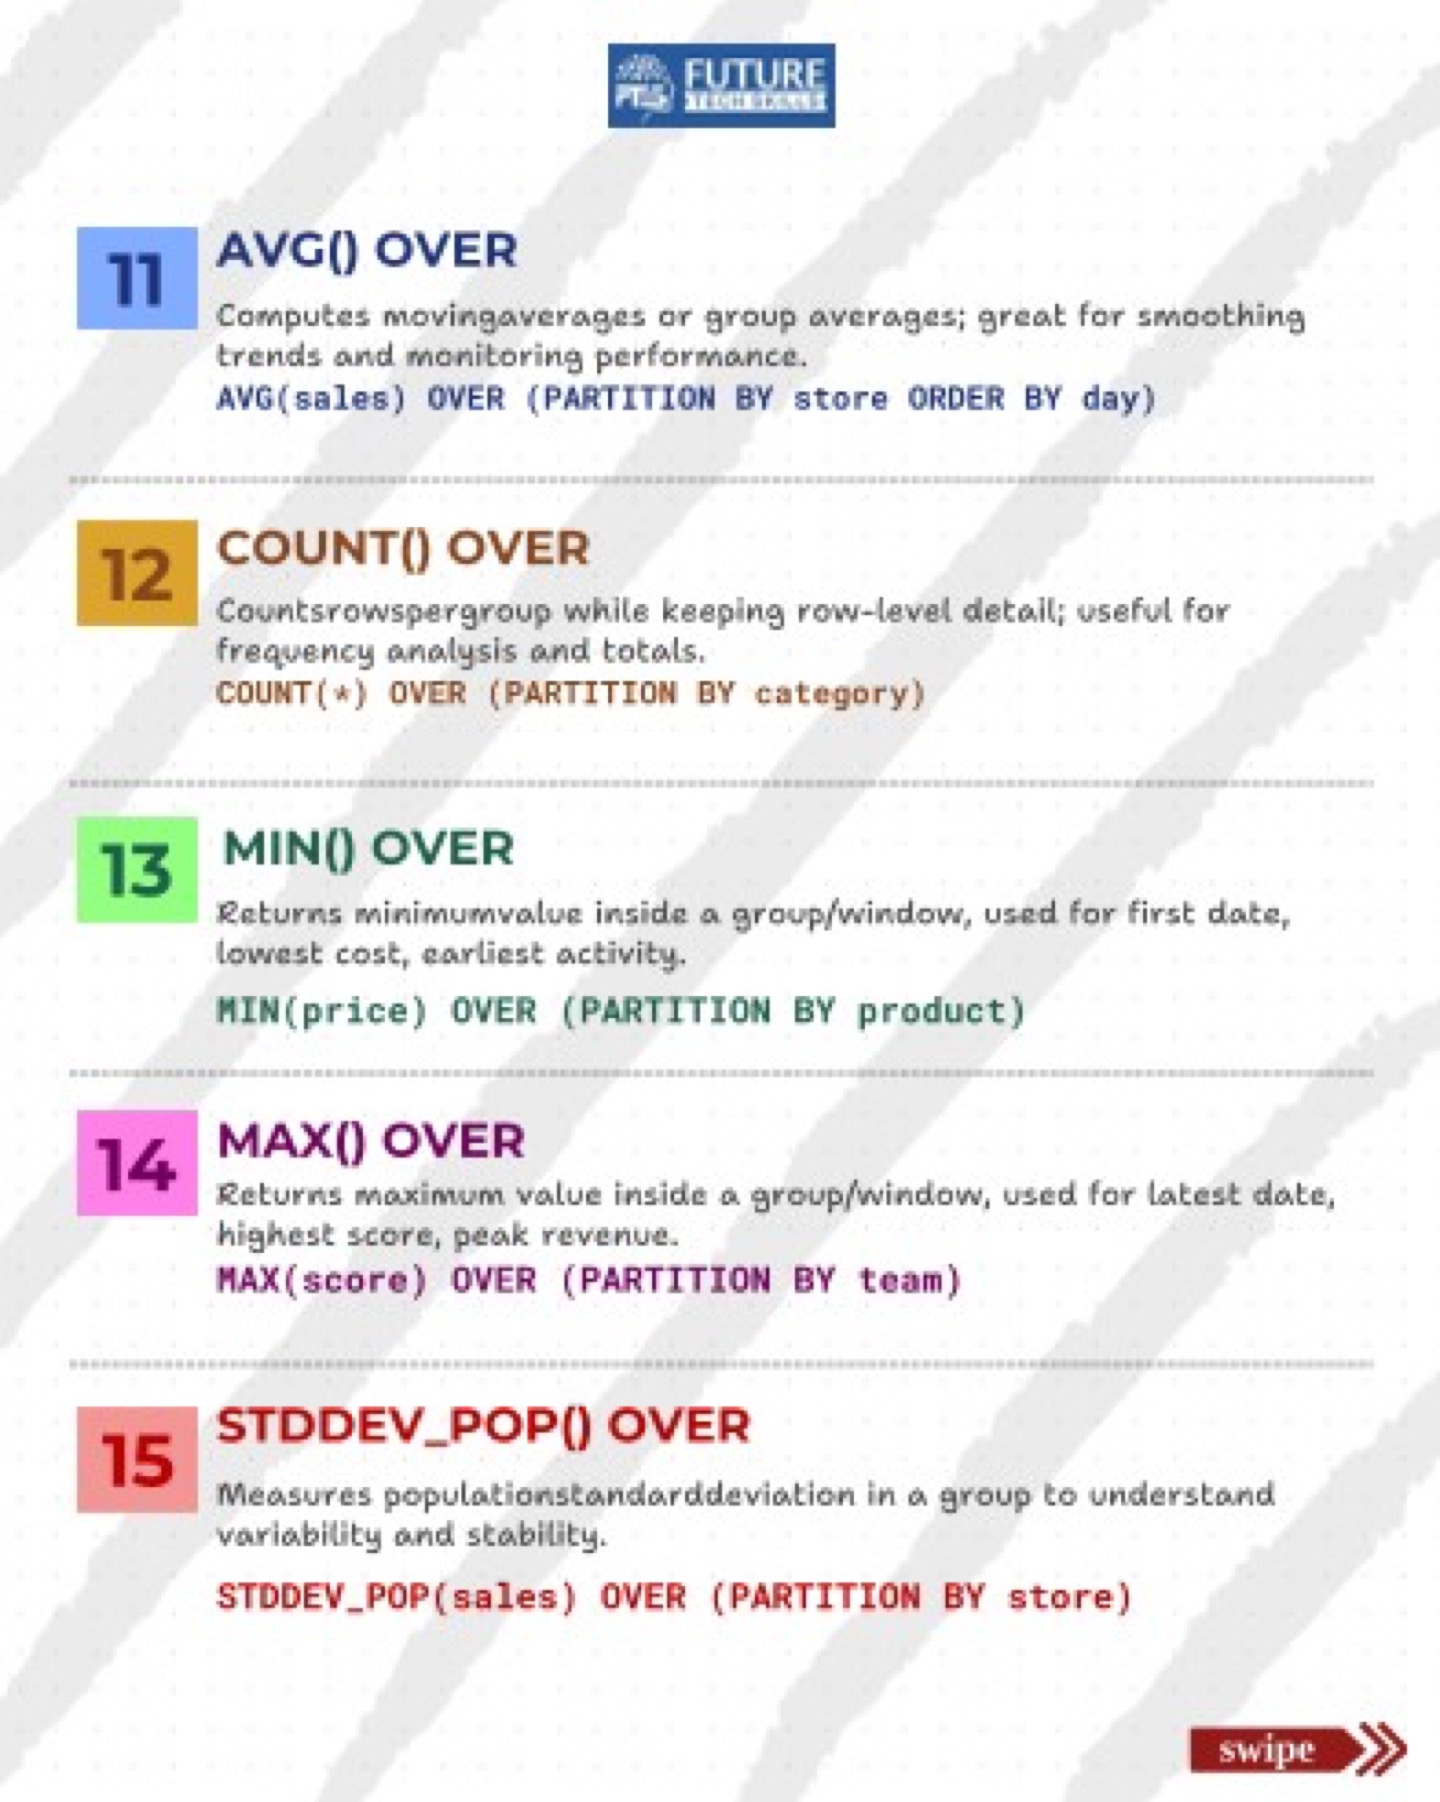 FUTURE
TECH SKILLS
11
AVG() OVER
Computes movingaverages or group averages; great for smoothing
trends and monitoring performance.
AVG(sales) OVER (PARTITION BY store ORDER BY day)
12
COUNT() OVER
Countsrowspergroup while keeping row-level detail; useful for
frequency analysis and totals.
COUNT(*) OVER (PARTITION BY category)
13
MIN() OVER
Returns minimumvalue inside a group/window, used for first date,
lowest cost, earliest activity.
MIN(price) OVER (PARTITION BY product)
14
MAX() OVER
Returns maximum value inside a group/window, used for latest date,
highest score, peak revenue.
MAX(score) OVER (PARTITION BY team)
15
STDDEV_POP() OVER
Measures populationstandarddeviation in a group to understand
variability and stability.
STDDEV_POP(sales) OVER (PARTITION BY store)
swipe